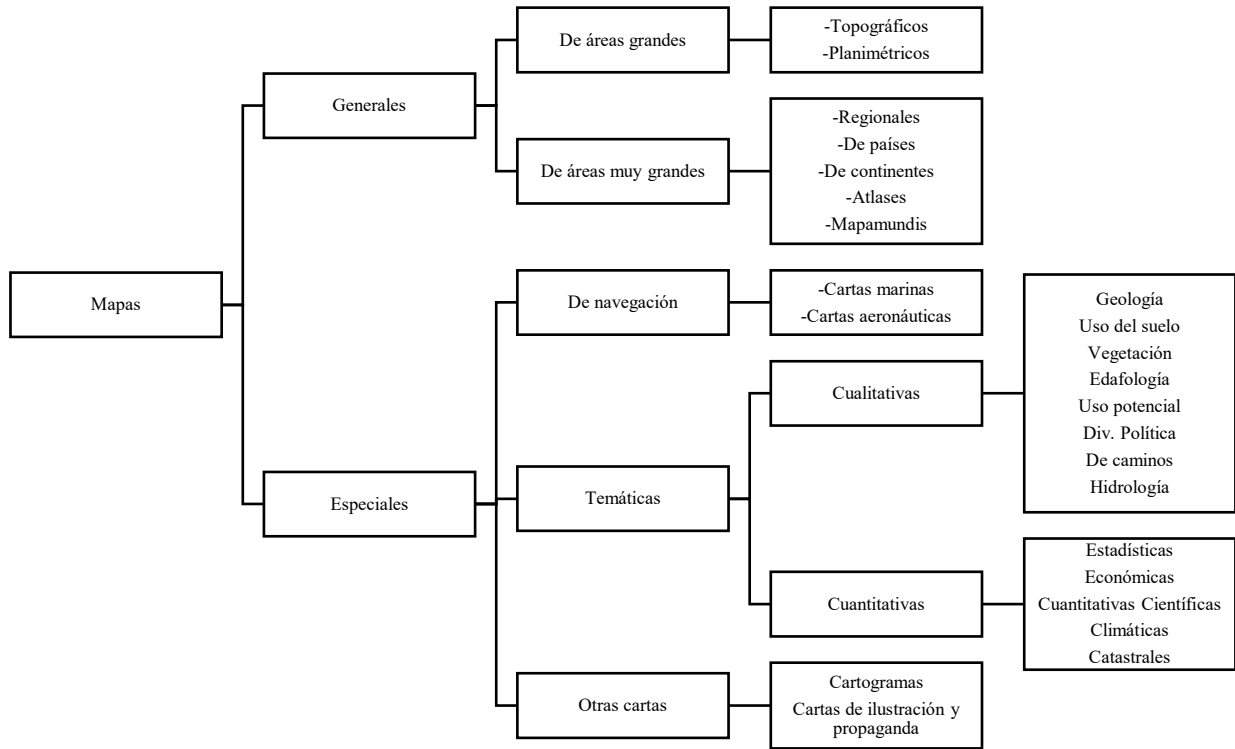 Mapas
Generales
De áreas grandes
-Topográficos
-Planimétricos
De áreas muy grandes
-Regionales
-De países
-De continentes
-Atlases
-Mapamundis
Especiales
De navegación
-Cartas marinas
-Cartas aeronáuticas
Temáticas
Cualitativas
Geología
Uso del suelo
Vegetación
Edafología
Uso potencial
Div. Política
De caminos
Hidrología
Cuantitativas
Estadísticas
Económicas
Cuantitativas Científicas
Climáticas
Catastrales
Otras cartas
Cartogramas
Cartas de ilustración y
propaganda